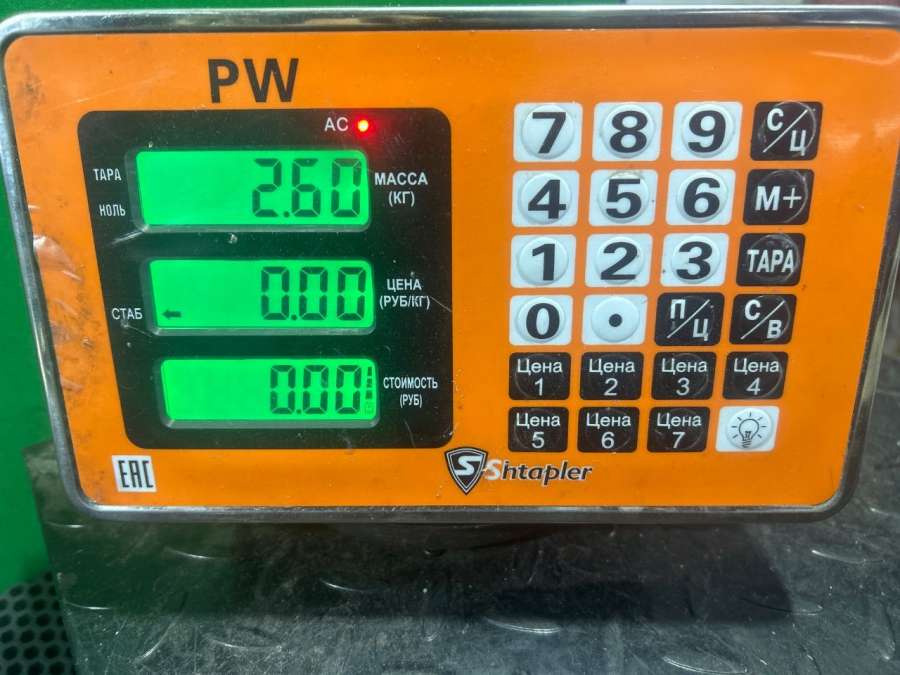 PW
АС
ТАРА
НОЛЬ
2.60
МАССА
(КГ)
СТАБ
0.00
ЦЕНА
(РУБ/КГ)
0.00
СТОИМОСТЬ
(РУБ)
7 8 9 С/Ц
4 5 6 М+
1 2 3 ТАРА
0 . П/Ц С/В
Цена 1 Цена 2 Цена 3 Цена 4
Цена 5 Цена 6 Цена 7
EAC
S-Shtapler